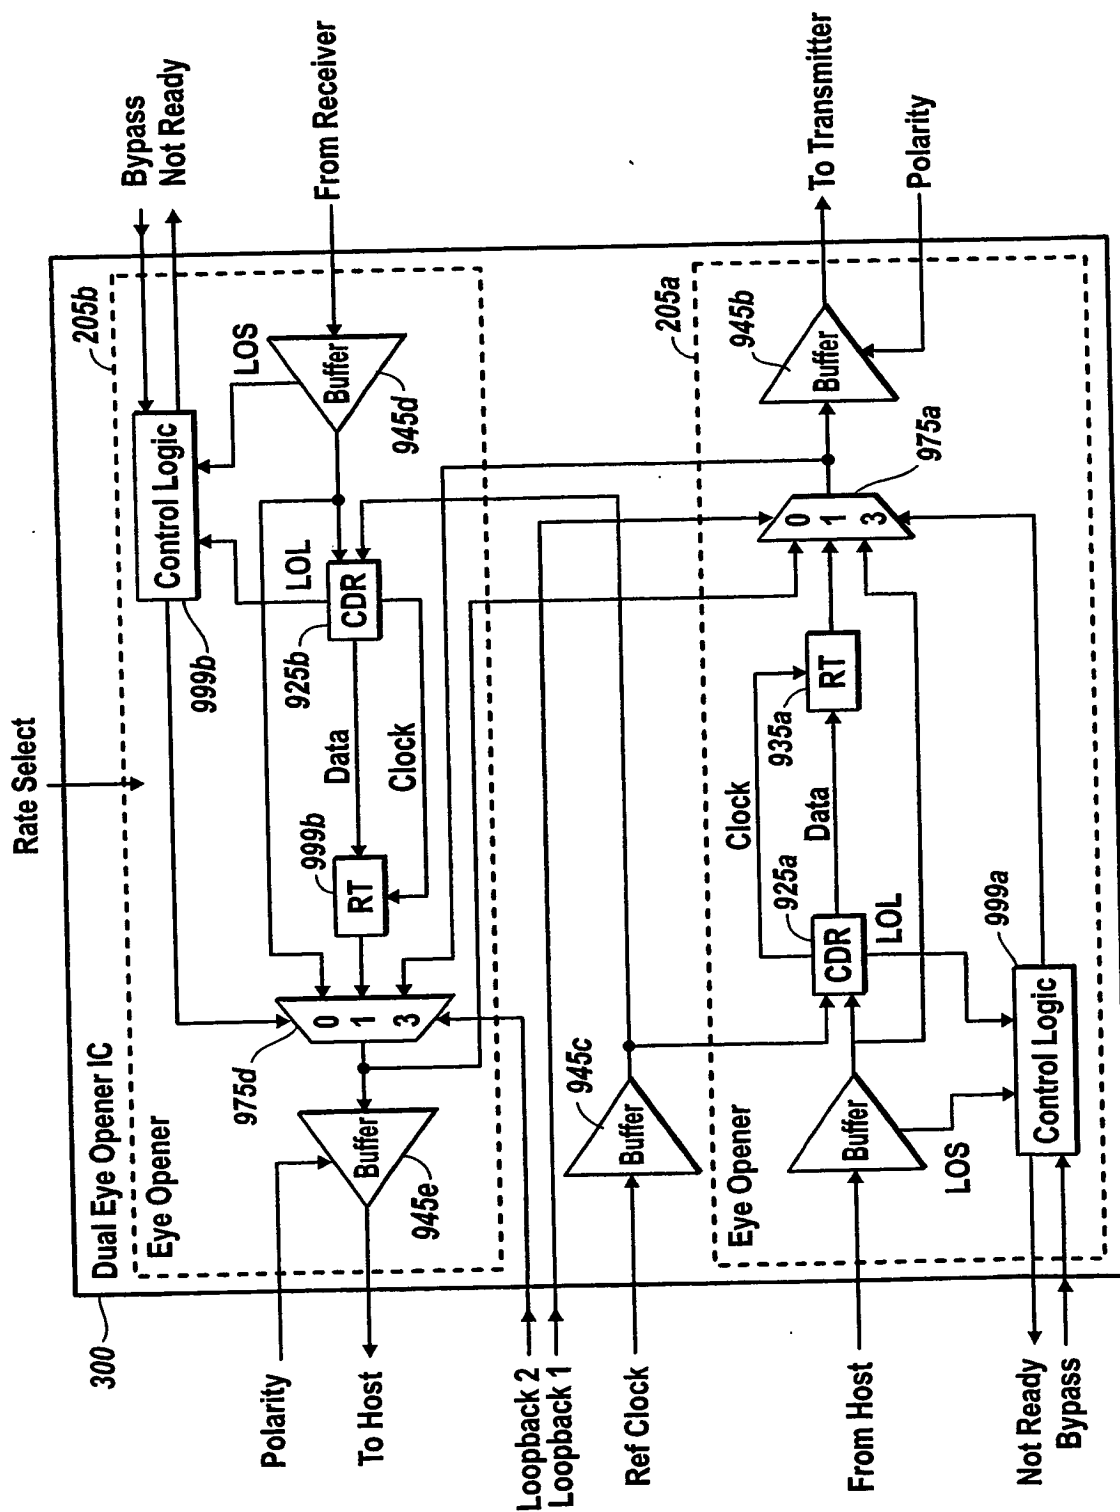 Rate Select
Bypass
Not Ready
From Receiver
Dual Eye Opener IC
300
Eye Opener
205b
Control Logic
999b
LOS
Buffer
945d
LOL
CDR
925b
Data
Clock
RT
999b
0
1
3
975d
Buffer
945e
Polarity
To Host
Loopback 2
Loopback 1
Ref Clock
Buffer
945c
Eye Opener
205a
From Host
Buffer
LOS
CDR
925a
LOL
Clock
Data
RT
935a
0
1
3
975a
Buffer
945b
To Transmitter
Polarity
Control Logic
999a
Not Ready
Bypass